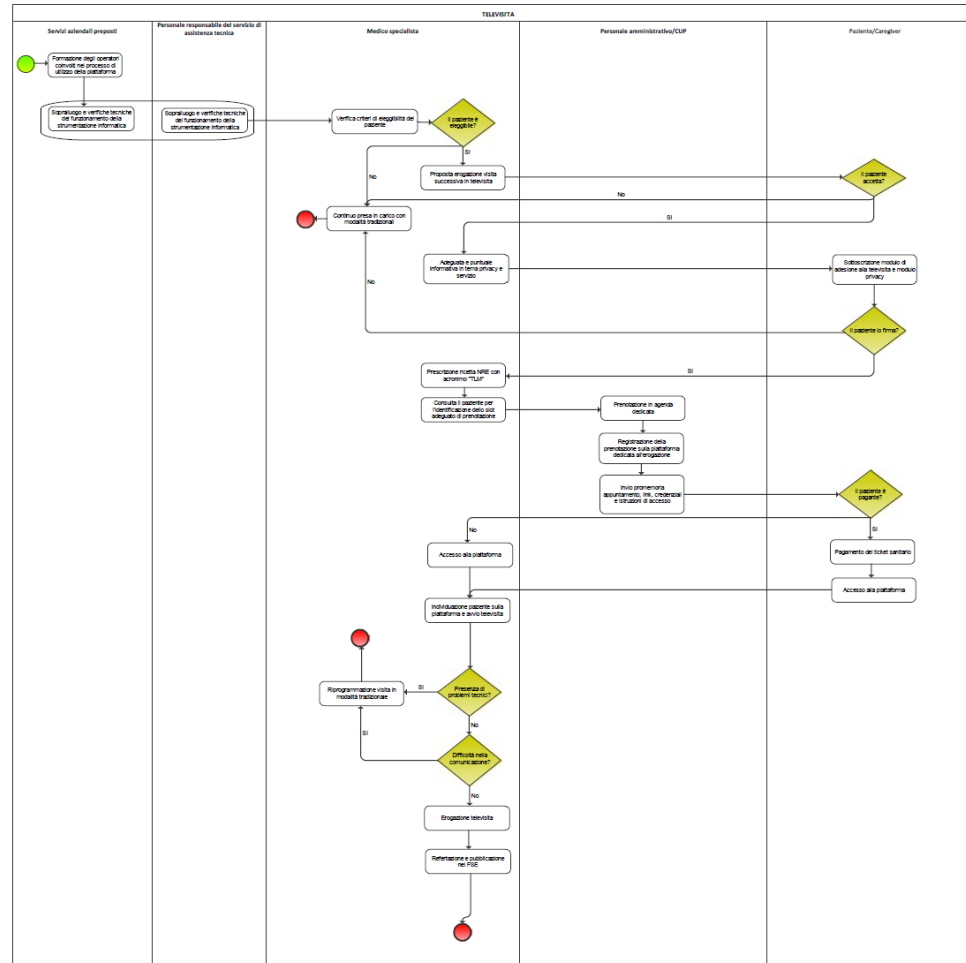 TELEVISITA
Servizi aziendali preposti
Personale responsabile del servizio di
assistenza tecnica
Medico specialista
Personale amministrativo/CUP
Paziente/Caregiver
Formazione degli operatori
coinvolti nel processo di
utilizzo della piattaforma
Sopralluogo e verifiche tecniche
del funzionamento della
strumentazione informatica
Sopralluogo e verifiche tecniche
del funzionamento della
strumentazione informatica
Verifica criteri di eleggibilità del
paziente
Il paziente è
eleggibile?
SI
No
Proposta erogazione visita
successiva in televisita
Il paziente
accetta?
No
SI
Continuo presa in carico con
modalità tradizionali
Adeguata e puntuale
informativa in tema privacy e
servizio
Sottoscrizione modulo di
adesione alla televisita e modulo
privacy
No
Il paziente lo firma?
SI
Prescrizione ricetta NRE con
acronimo "TLM"
Consulta il paziente per
l'identificazione dello slot
adeguato di prenotazione
Prenotazione in agenda
dedicata
Registrazione della
prenotazione sulla piattaforma
dedicata all'erogazione
Invio promemoria
appuntamento, link, credenziali
e istruzioni di accesso
Il paziente è
pagante?
No
SI
Accesso alla piattaforma
Pagamento del ticket sanitario
Accesso alla piattaforma
Individuazione paziente sulla
piattaforma e avvio televisita
Riprogrammazione visita in
modalità tradizionale
SI
Presenza di
problemi tecnici?
No
SI
Difficoltà nella
comunicazione?
No
Erogazione televisita
Refertazione e pubblicazione
nel FSE